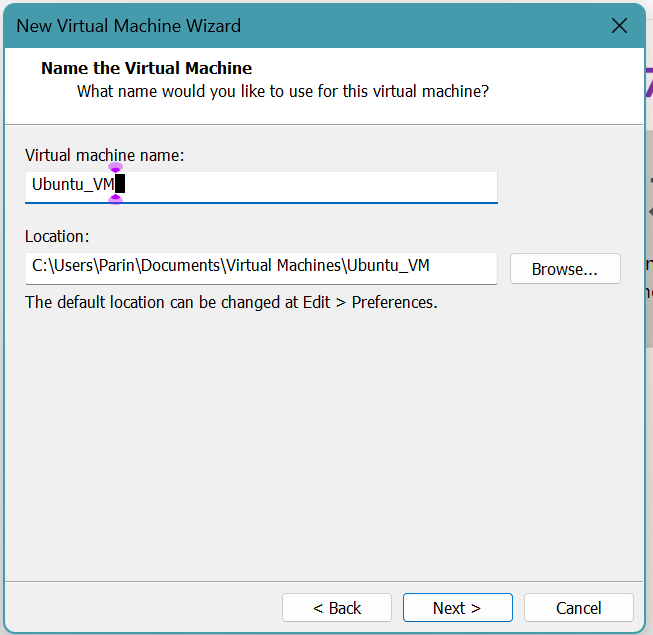 New Virtual Machine Wizard
Name the Virtual Machine
What name would you like to use for this virtual machine?
Virtual machine name:
Ubuntu_VM
Location:
C:\Users\Parin\Documents\Virtual Machines\Ubuntu_VM
Browse...
The default location can be changed at Edit > Preferences.
< Back
Next >
Cancel